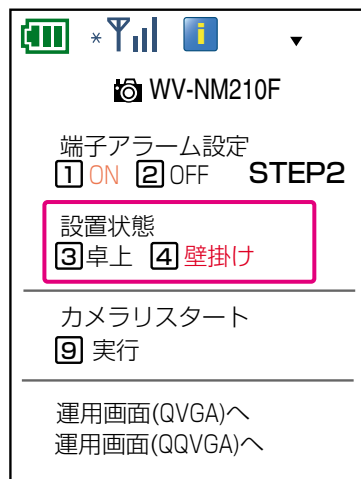 WV-NM210F
端子アラーム設定
1 ON 2 OFF STEP2
設置状態
3 卓上 4 壁掛け
カメラリスタート
9 実行
運用画面(QVGA)へ
運用画面(QQVGA)へ